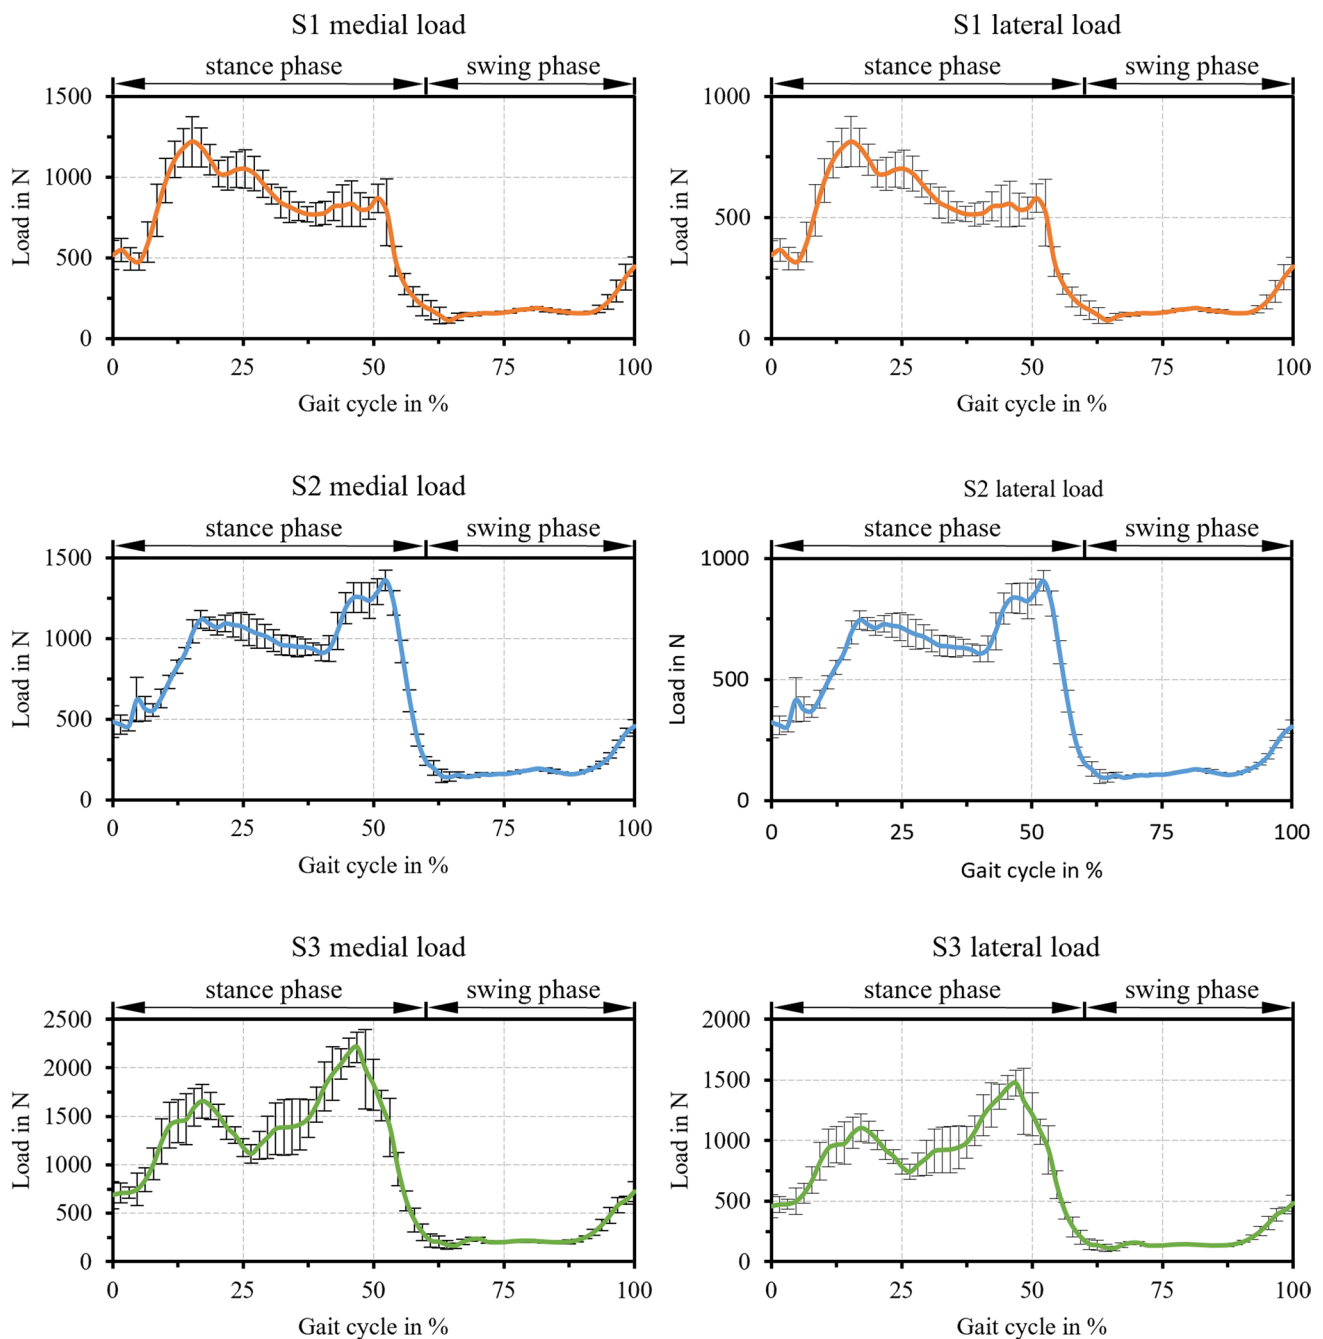 S1 medial load
stance phase swing phase
1500
1000
500
0
0 25 50 75 100
Load in N
Gait cycle in %
S1 lateral load
stance phase swing phase
1000
500
0
0 25 50 75 100
Load in N
Gait cycle in %
S2 medial load
stance phase swing phase
1500
1000
500
0
0 25 50 75 100
Load in N
Gait cycle in %
S2 lateral load
stance phase swing phase
1000
500
0
0 25 50 75 100
Load in N
Gait cycle in %
S3 medial load
stance phase swing phase
2500
2000
1500
1000
500
0
0 25 50 75 100
Load in N
Gait cycle in %
S3 lateral load
stance phase swing phase
2000
1500
1000
500
0
0 25 50 75 100
Load in N
Gait cycle in %